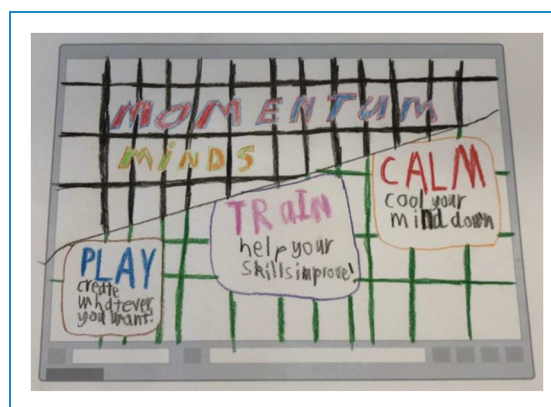 MOMENTUM
MiNDS
PLAY
create
whatever
you want!
TRaIN
help your
skills improve!
CALM
cool your
mind down